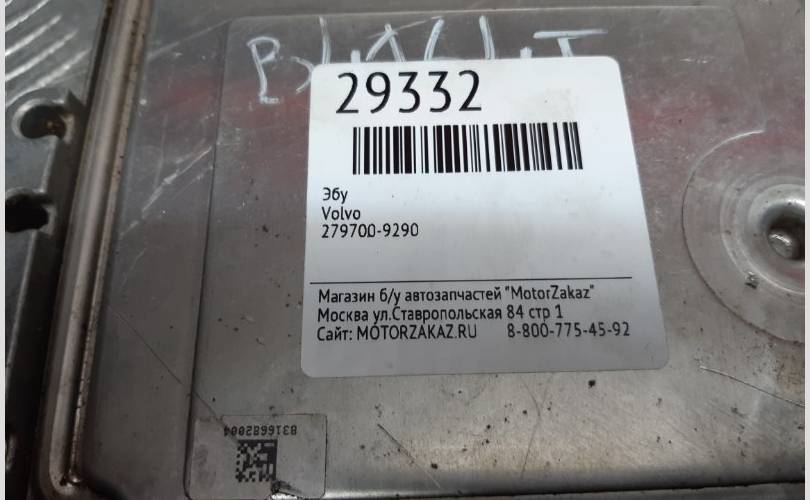 29332
Эбу
Volvo
279700-9290
Магазин б/у автозапчастей "MotorZakaz"
Москва ул.Ставропольская 84 стр 1
Сайт: MOTORZAKAZ.RU 8-800-775-45-92
8316682004